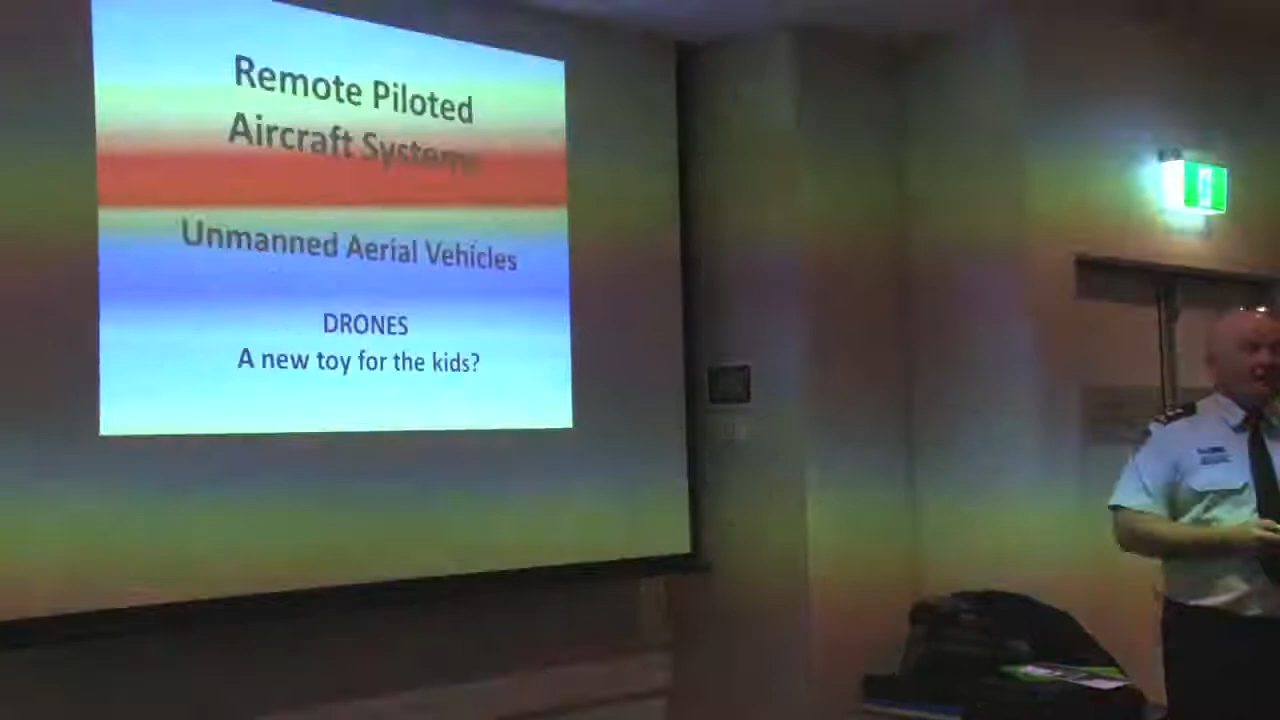 Remote Piloted
Aircraft Systems
Unmanned Aerial Vehicles
DRONES
A new toy for the kids?